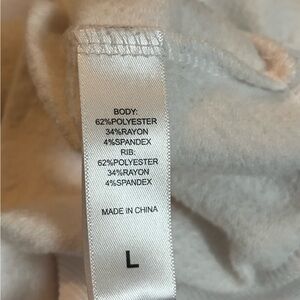 BODY:
62%POLYESTER
34%RAYON
4%SPANDEX
RIB:
62%POLYESTER
34%RAYON
4%SPANDEX
MADE IN CHINA
L